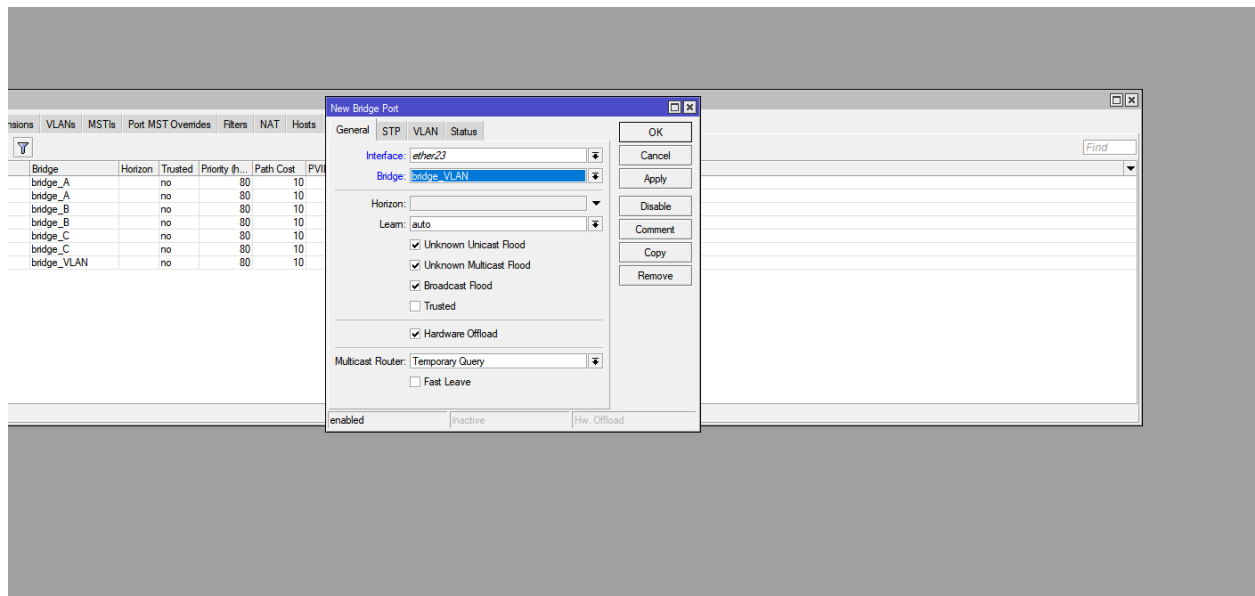 New Bridge Port
nsions VLANs MSTIs Port MST Overrides Filters NAT Hosts
General STP VLAN Status
OK
Find
Interface: ether23
Cancel
Bridge Horizon Trusted Priority (h... Path Cost PVI
Bridge: bridge_VLAN
Apply
bridge_A no 80 10
bridge_A no 80 10
bridge_B no 80 10
bridge_B no 80 10
bridge_C no 80 10
bridge_C no 80 10
bridge_VLAN no 80 10
Horizon:
Disable
Learn: auto
Comment
Unknown Unicast Flood
Copy
Unknown Multicast Flood
Remove
Broadcast Flood
Trusted
Hardware Offload
Multicast Router: Temporary Query
Fast Leave
enabled inactive Hw. Offload